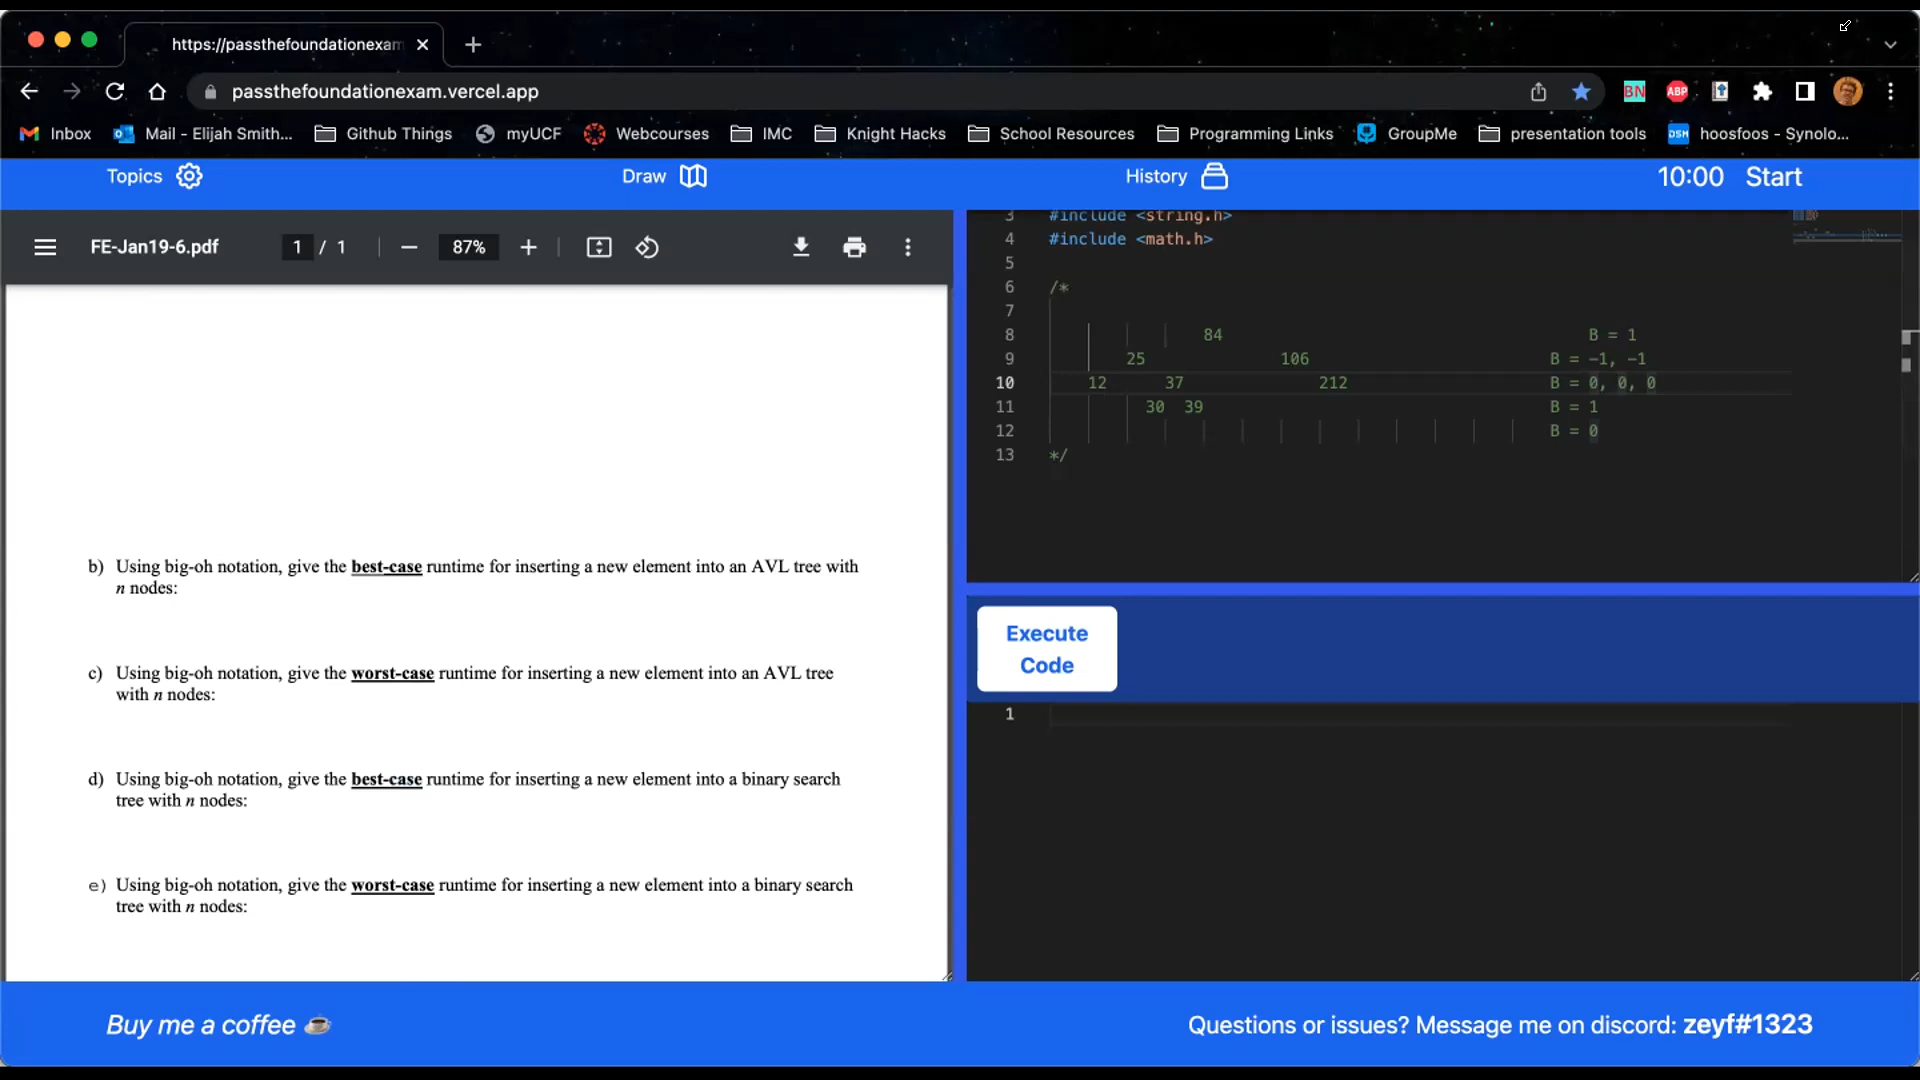 https://passthefoundationexam
passthefoundationexam.vercel.app
BN ABP
Inbox Mail - Elijah Smith... Github Things myUCF Webcourses IMC Knight Hacks School Resources Programming Links GroupMe presentation tools DSM hoosfoos - Synolo...
Topics Draw History 10:00 Start
FE-Jan19-6.pdf 1 / 1 87%
b) Using big-oh notation, give the best-case runtime for inserting a new element into an AVL tree with
n nodes:
c) Using big-oh notation, give the worst-case runtime for inserting a new element into an AVL tree
with n nodes:
d) Using big-oh notation, give the best-case runtime for inserting a new element into a binary search
tree with n nodes:
e) Using big-oh notation, give the worst-case runtime for inserting a new element into a binary search
tree with n nodes:
3 #include <string.h>
4 #include <math.h>
5
6 /*
7
8 84 B = 1
9 25 106 B = -1, -1
10 12 37 212 B = 0, 0, 0
11 30 39 B = 1
12 B = 0
13 */
Execute
Code
1
Buy me a coffee
Questions or issues? Message me on discord: zeyf#1323